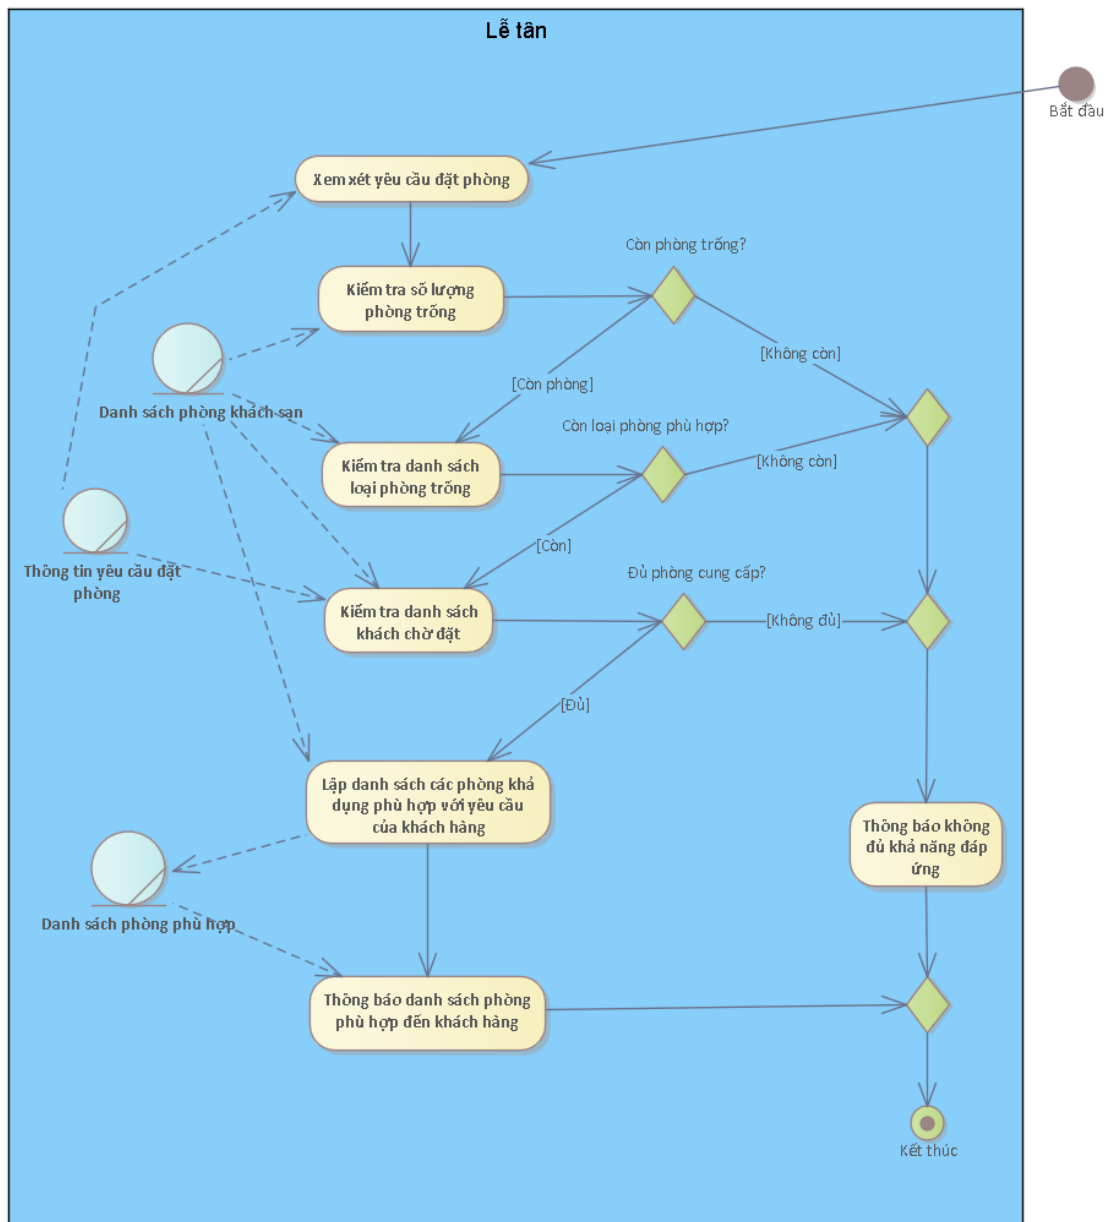 Lễ tân
Bắt đầu
Xem xét yêu cầu đặt phòng
Còn phòng trống?
Kiểm tra số lượng
phòng trống
[Không còn]
[Còn phòng]
Danh sách phòng khách sạn
Còn loại phòng phù hợp?
Kiểm tra danh sách
loại phòng trống
[Không còn]
[Còn]
Thông tin yêu cầu đặt
phòng
Đủ phòng cung cấp?
Kiểm tra danh sách
khách chờ đặt
[Không đủ]
[Đủ]
Lập danh sách các phòng khả
dụng phù hợp với yêu cầu
của khách hàng
Thông báo không
đủ khả năng đáp
ứng
Danh sách phòng phù hợp
Thông báo danh sách phòng
phù hợp đến khách hàng
Kết thúc